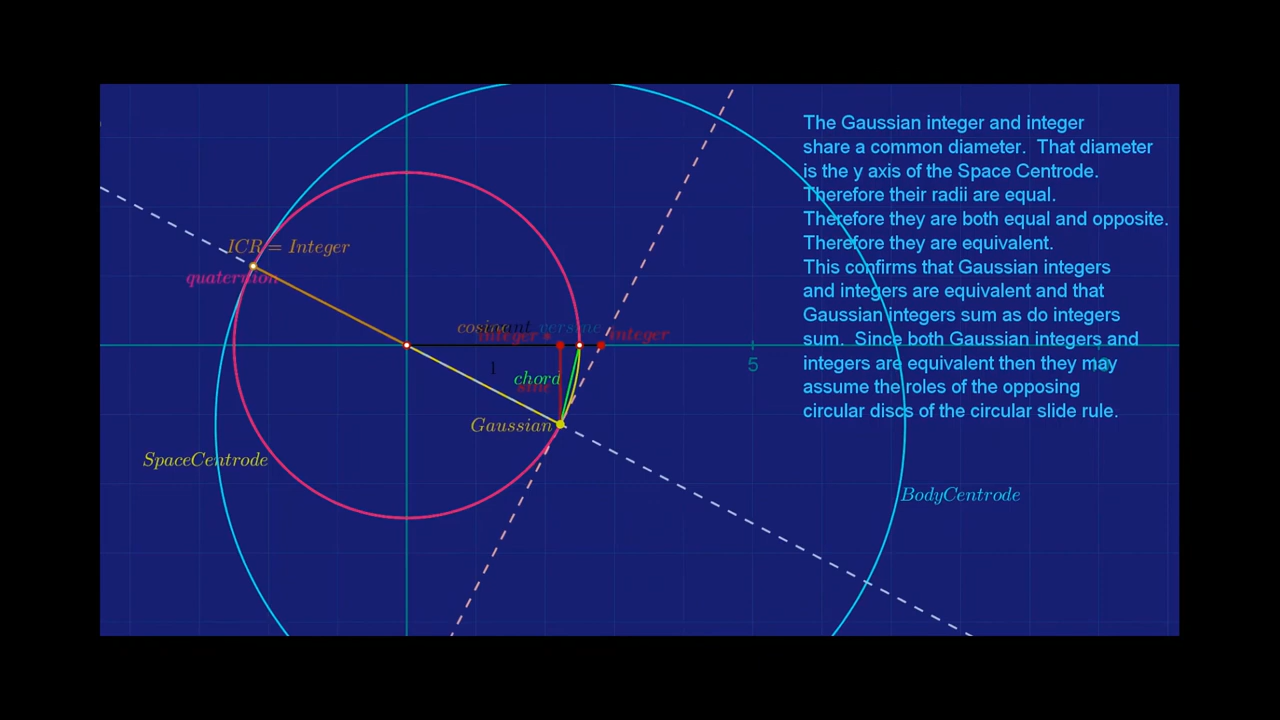 The Gaussian integer and integer
share a common diameter. That diameter
is the y axis of the Space Centrode.
Therefore their radii are equal.
Therefore they are both equal and opposite.
Therefore they are equivalent.
This confirms that Gaussian integers
and integers are equivalent and that
Gaussian integers sum as do integers
sum. Since both Gaussian integers and
integers are equivalent then they may
assume the roles of the opposing
circular discs of the circular slide rule.
ICR = Integer
quaternion
cosine versine
integer
5
10
1
chord
sine
Gaussian
SpaceCentrode
BodyCentrode